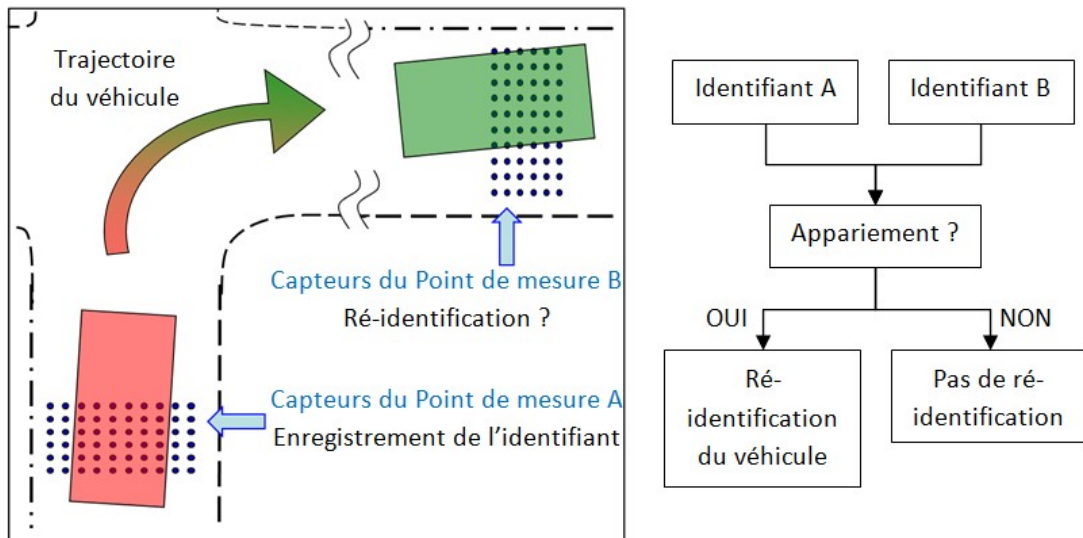 Trajectoire
du véhicule
Capteurs du Point de mesure B
Ré-identification ?
Capteurs du Point de mesure A
Enregistrement de l’identifiant
Identifiant A
Identifiant B
Appariement ?
OUI
NON
Ré-
identification
du véhicule
Pas de ré-
identification